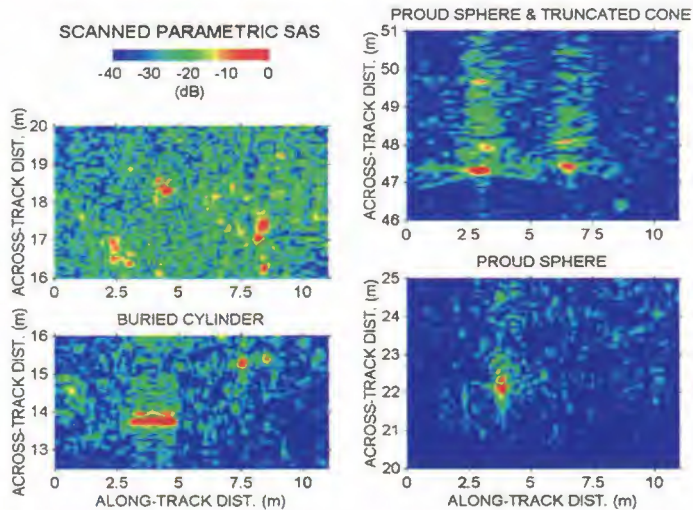 SCANNED PARAMETRIC SAS
-40 -30 -20 -10 0
(dB)
ACROSS-TRACK DIST. (m)
20
19
18
17
16
0 2.5 5 7.5 10
BURIED CYLINDER
ACROSS-TRACK DIST. (m)
16
15
14
13
0 2.5 5 7.5 10
ALONG-TRACK DIST. (m)
PROUD SPHERE & TRUNCATED CONE
ACROSS-TRACK DIST. (m)
51
50
49
48
47
46
0 2 5 5 7 5 10
PROUD SPHERE
ACROSS-TRACK DIST. (m)
25
24
23
22
21
20
0 2.5 5 7.5 10
ALONG-TRACK DIST. (m)